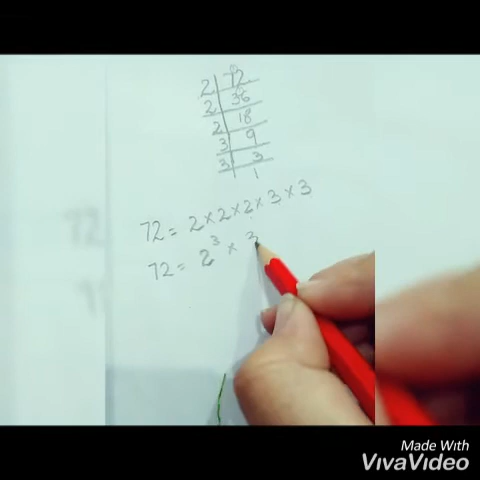 2 72
2 36
2 18
3 9
3 3
1
72 = 2 × 2 × 2 × 3 × 3
72 = 2³ × 3
Made With
VivaVideo